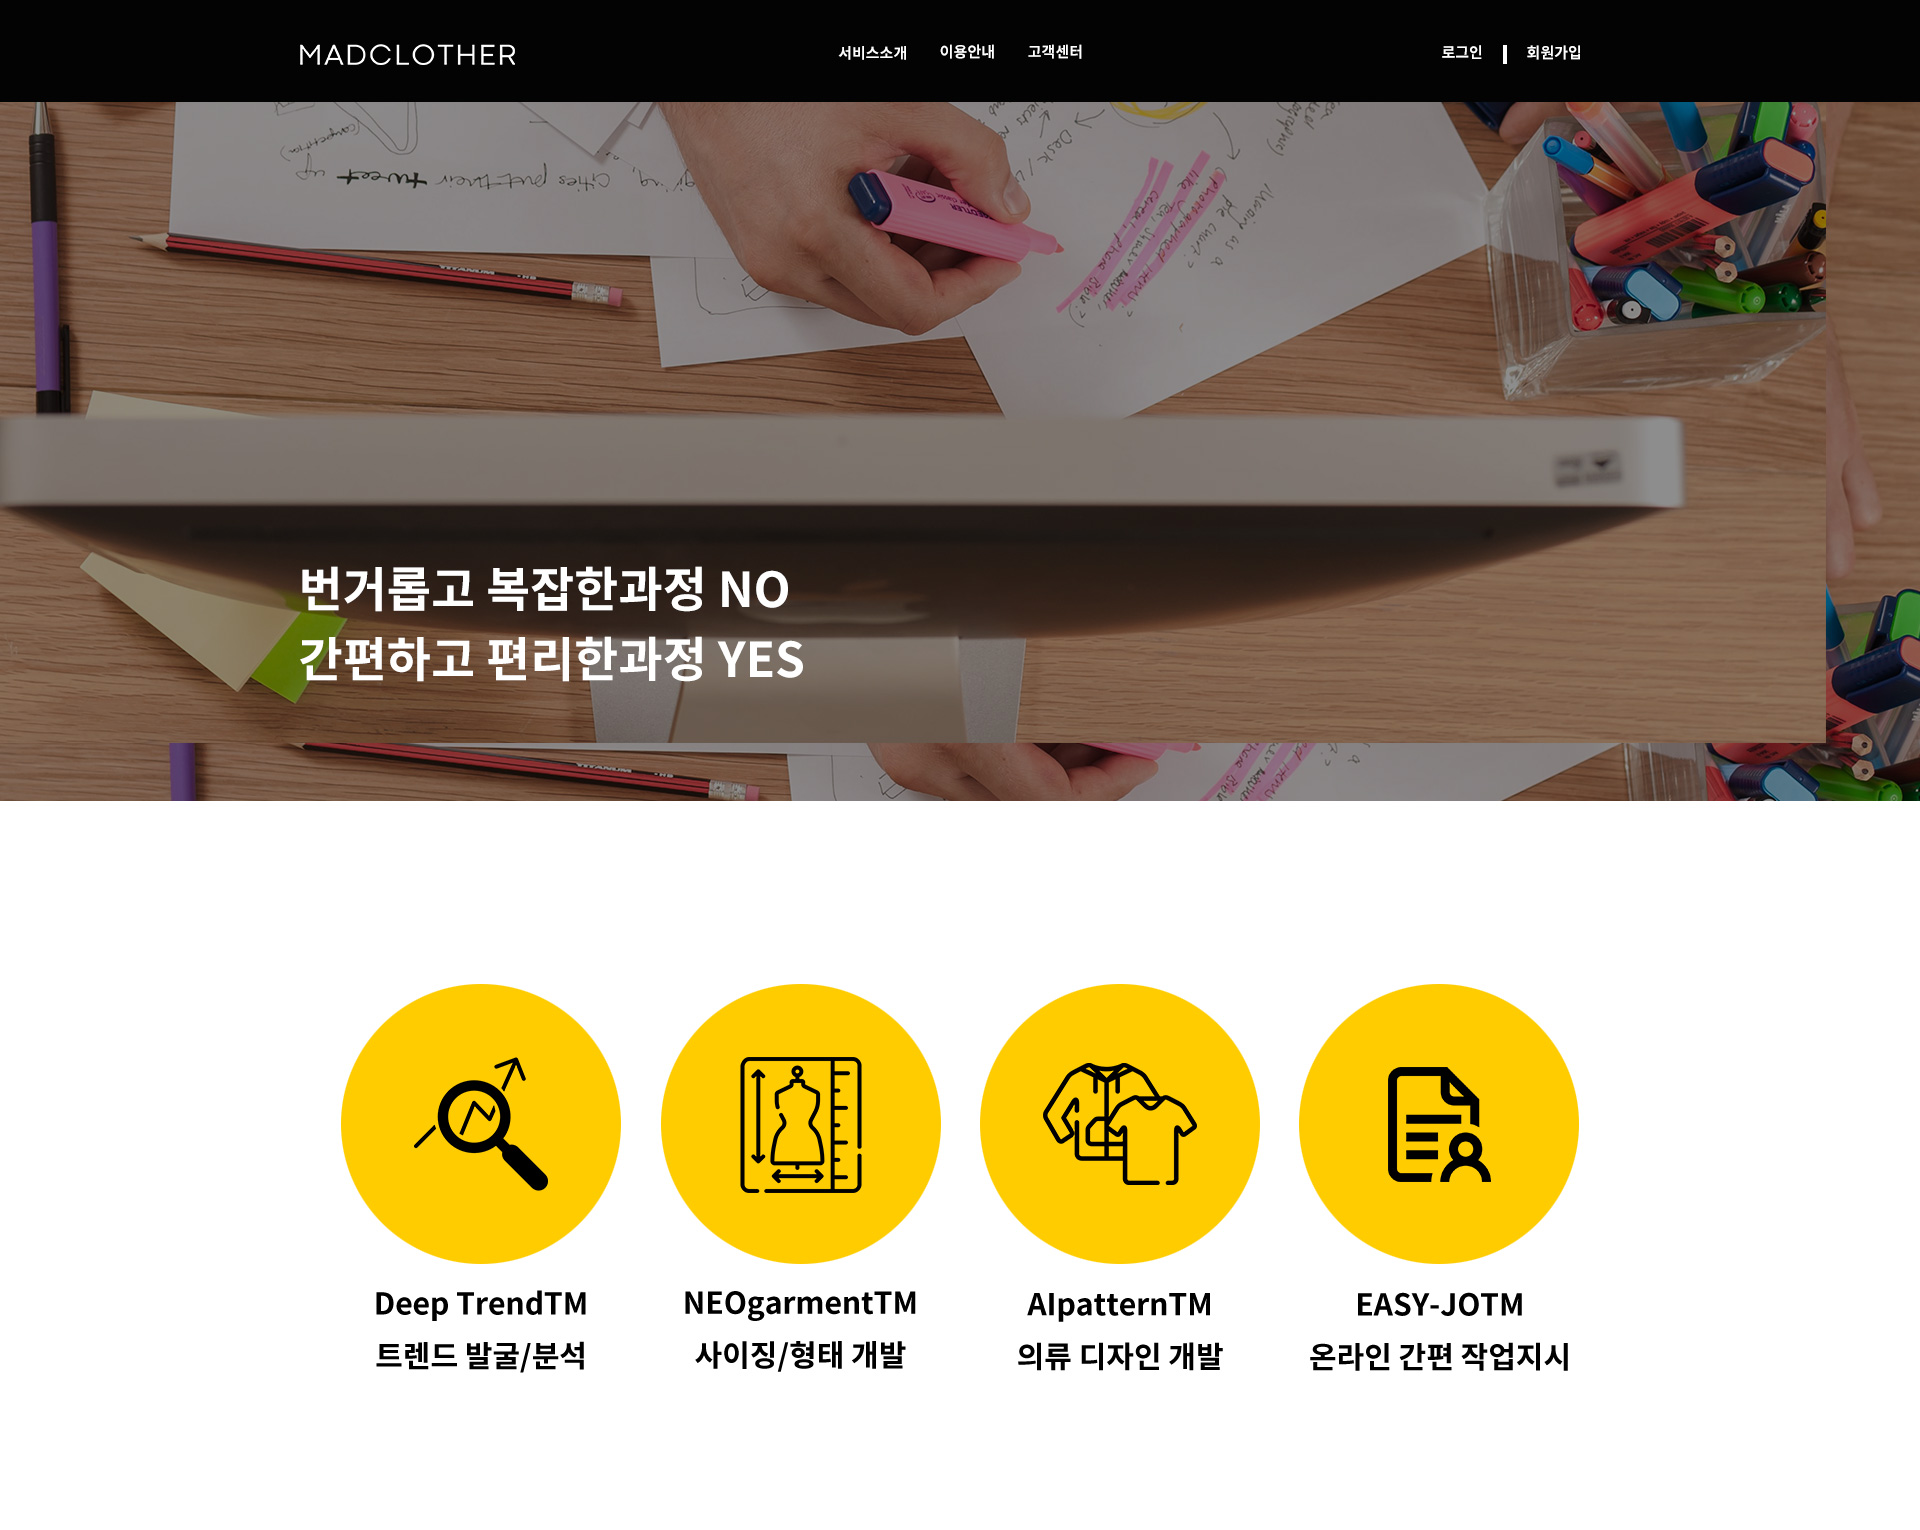 MADCLOTHER
서비스소개 이용안내 고객센터
로그인 | 회원가입
번거롭고 복잡한과정 NO
간편하고 편리한과정 YES
Deep TrendTM
트렌드 발굴/분석
NEOgarmentTM
사이징/형태 개발
AIpatternTM
의류 디자인 개발
EASY-JOTM
온라인 간편 작업지시